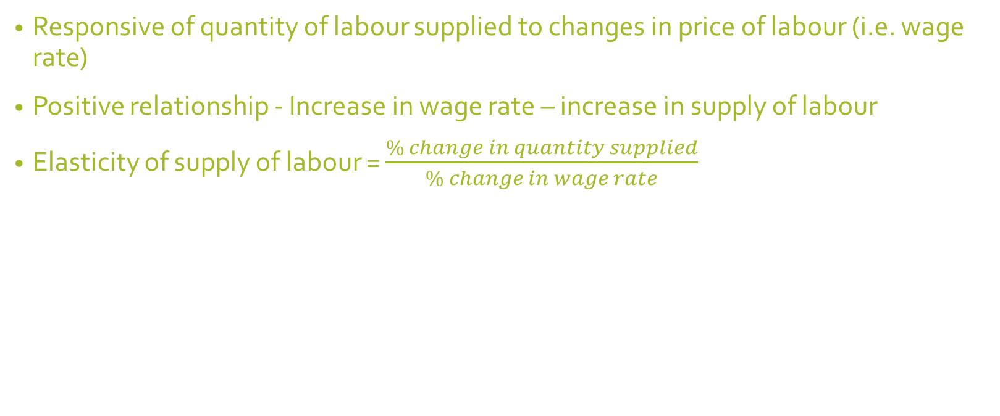 • Responsive of quantity of labour supplied to changes in price of labour (i.e. wage
rate)
• Positive relationship - Increase in wage rate – increase in supply of labour
• Elasticity of supply of labour = % change in quantity supplied
% change in wage rate